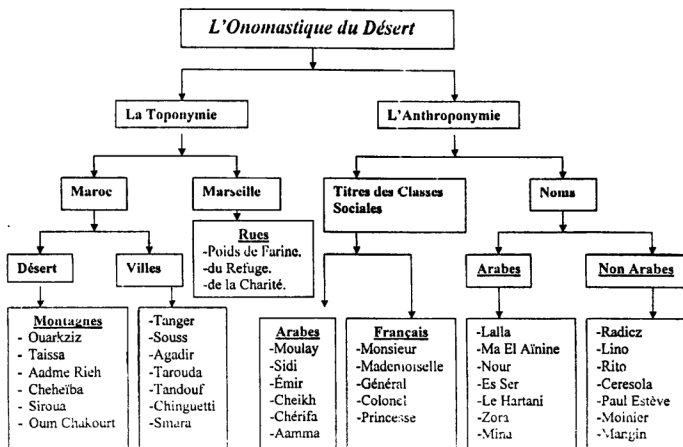 L'Onomastique du Désert
La Toponymie
L'Anthroponymie
Maroc
Marseille
Titres des Classes
Sociales
Noms
Rues
-Poids de Farine.
-du Refuge.
-de la Charité.
Désert
Villes
Arabes
Non Arabes
Montagnes
- Ouarkziz
- Taissa
- Aadme Rieh
- Cheheïba
- Siroua
- Oum Chakourt
-Tanger
-Souss
-Agadir
-Tarouda
-Tandouf
-Chinguetti
-Smara
Arabes
-Moulay
-Sidi
-Émir
-Cheikh
-Chérifa
-Aamma
Français
-Monsieur
-Mademoiselle
-Général
-Colonel
-Princesse
-Lalla
-Ma El Aïnine
-Nour
-Es Ser
-Le Hartani
-Zora
-Mina
-Radicz
-Lino
-Rito
-Ceresola
-Paul Estève
-Moinier
-Mangin